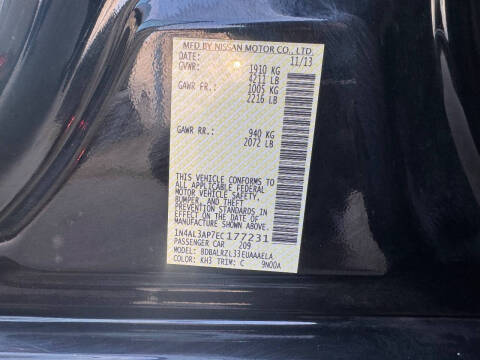 MFD BY NISSAN MOTOR CO., LTD.
DATE: 11/13
GVWR: 1910 KG
4211 LB
GAWR FR.: 1005 KG
2216 LB
GAWR RR.: 940 KG
2072 LB
THIS VEHICLE CONFORMS TO
ALL APPLICABLE FEDERAL
MOTOR VEHICLE SAFETY,
BUMPER, AND THEFT
PREVENTION STANDARDS IN
EFFECT ON THE DATE OF
MANUFACTURE SHOWN ABOVE.
1N4AL3AP7EC177231
PASSENGER CAR 209
MODEL: BDBALRZL33EUAAAELA
COLOR: KH3 TRIM: C 9N00A